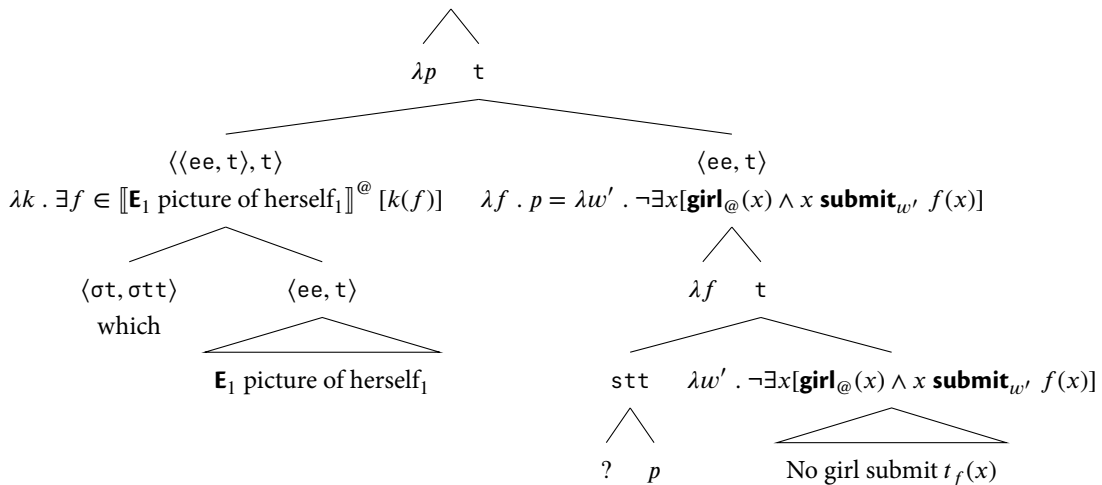 λp t
⟨⟨ee, t⟩, t⟩ ⟨ee, t⟩
λk . ∃f ∈ ⟦E₁ picture of herself₁⟧^@ [k(f)] λf . p = λw′ . ¬∃x[girl_@(x) ∧ x submit_w′ f(x)]
⟨σt, σtt⟩ ⟨ee, t⟩ λf t
which
E₁ picture of herself₁ stt λw′ . ¬∃x[girl_@(x) ∧ x submit_w′ f(x)]
? p No girl submit t_f(x)